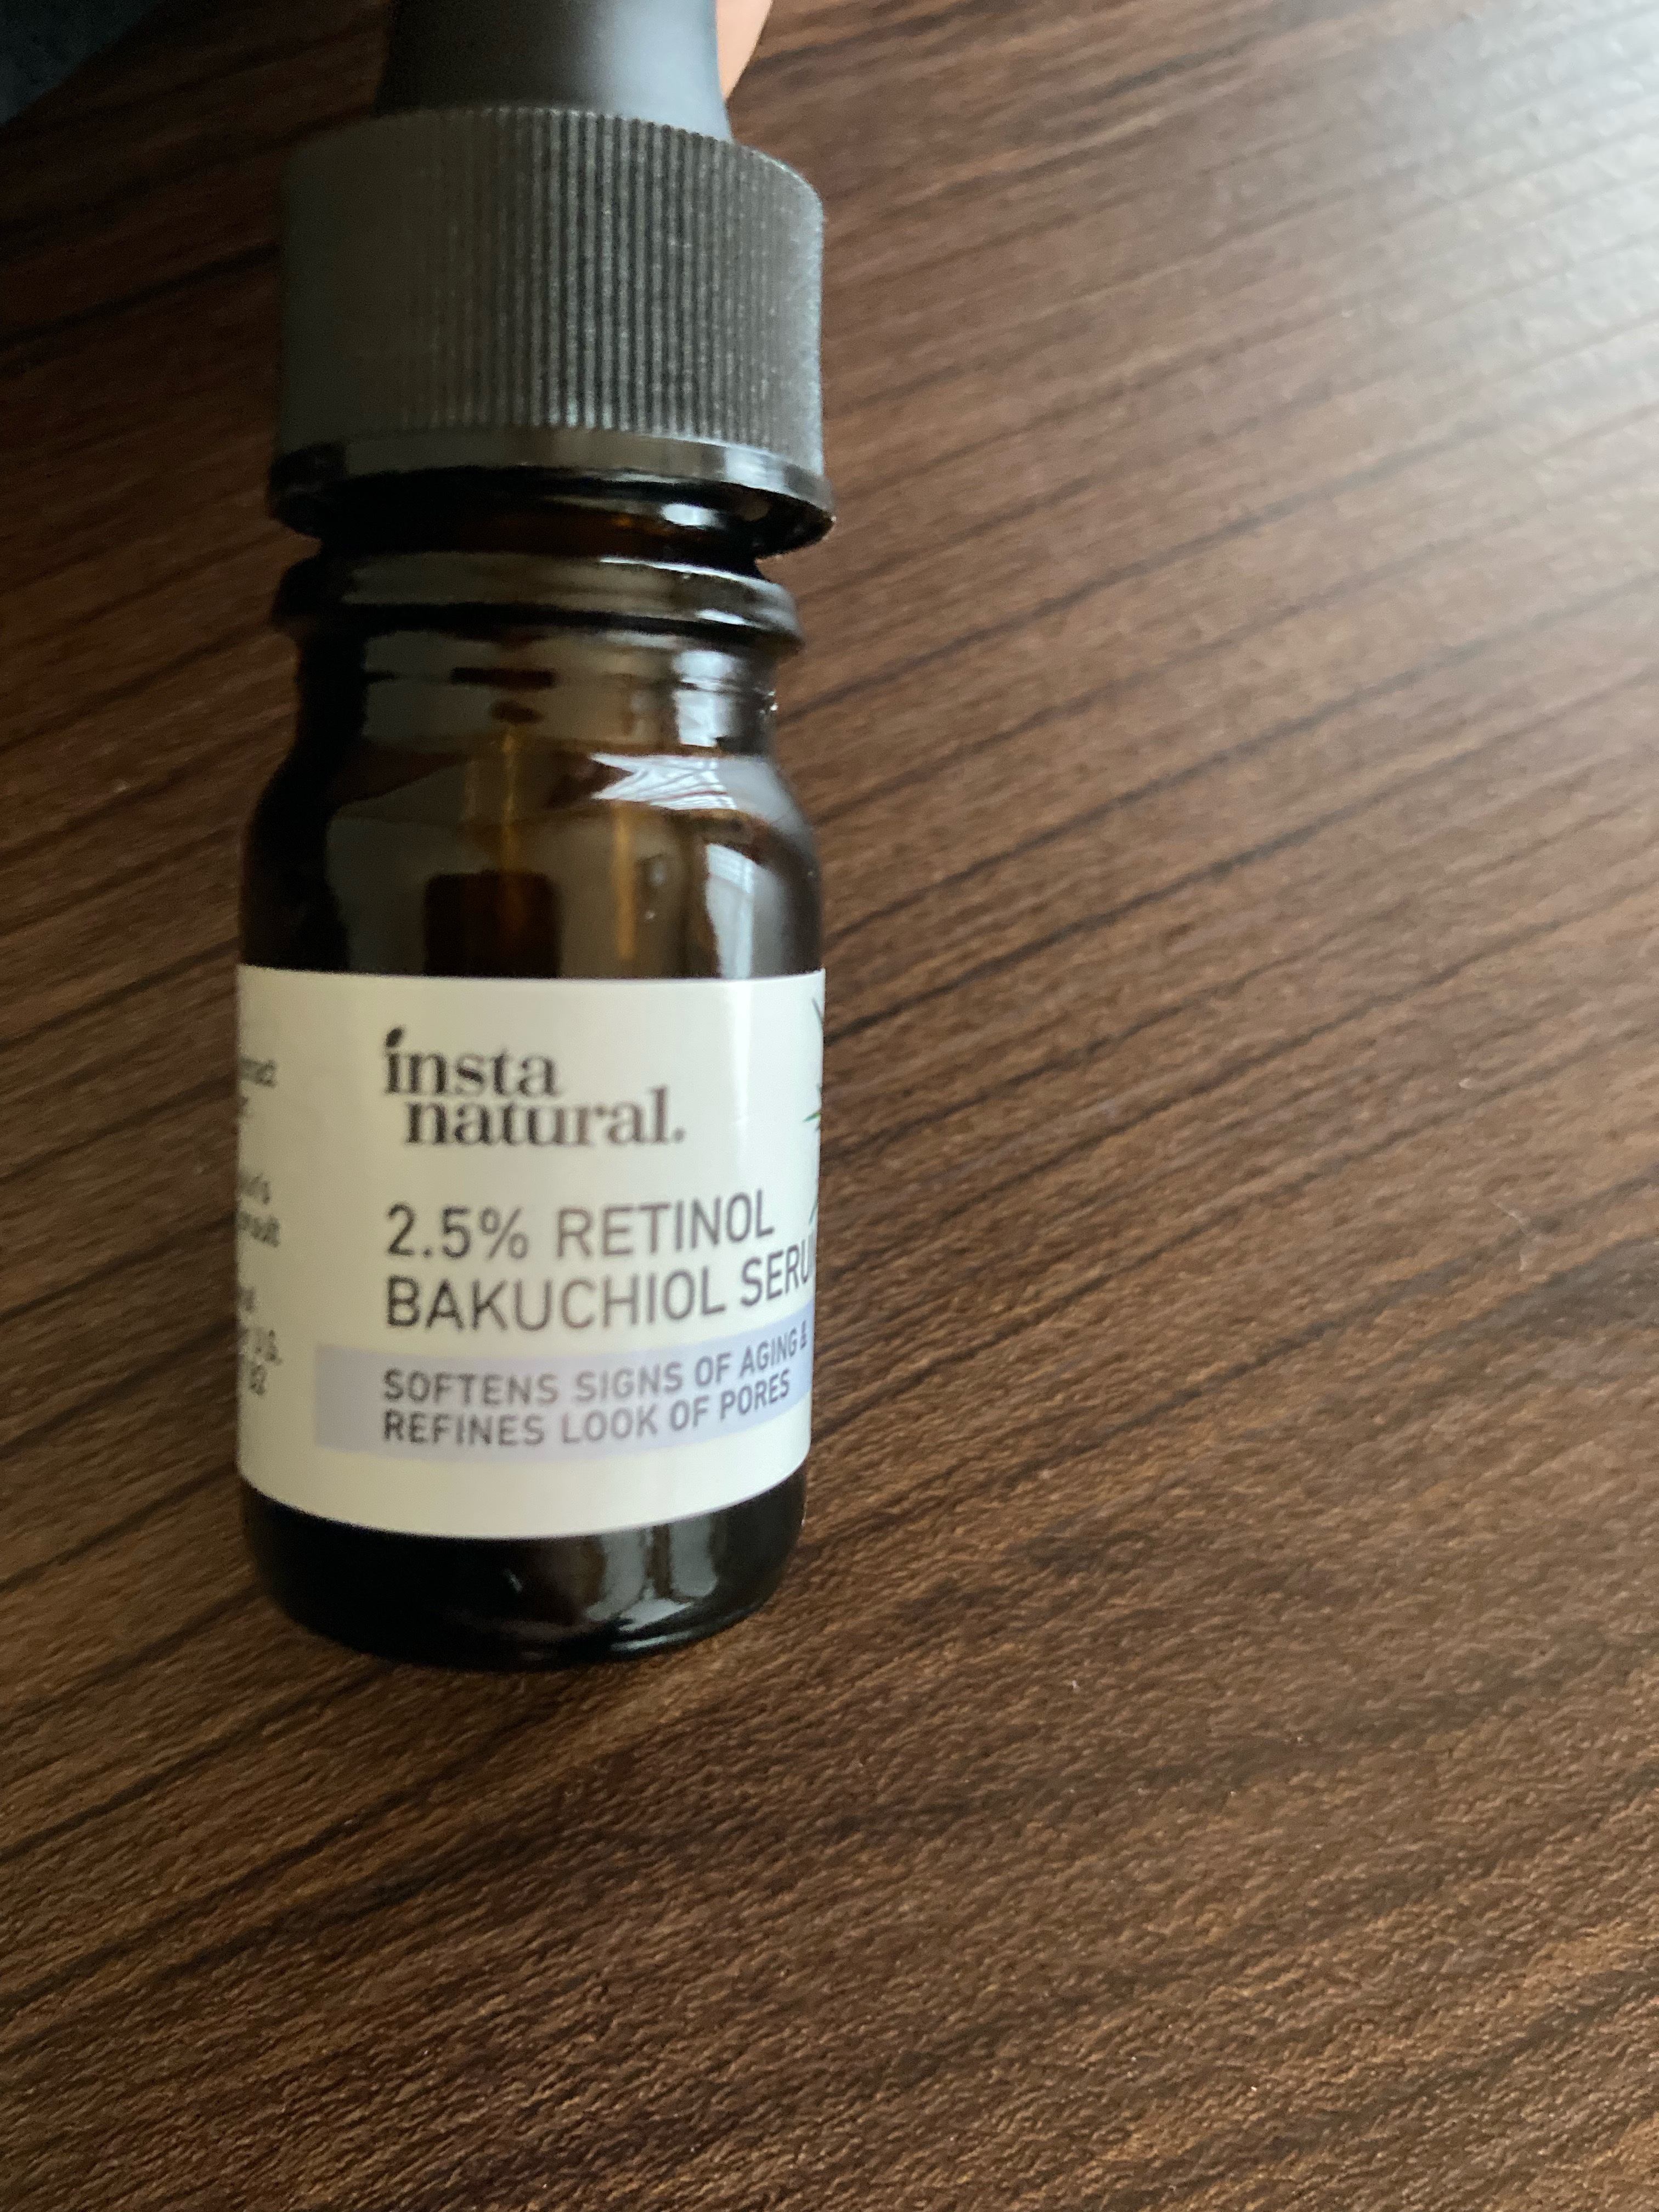 insta
natural.
2.5% RETINOL
BAKUCHIOL SERU
SOFTENS SIGNS OF AGING &
REFINES LOOK OF PORES